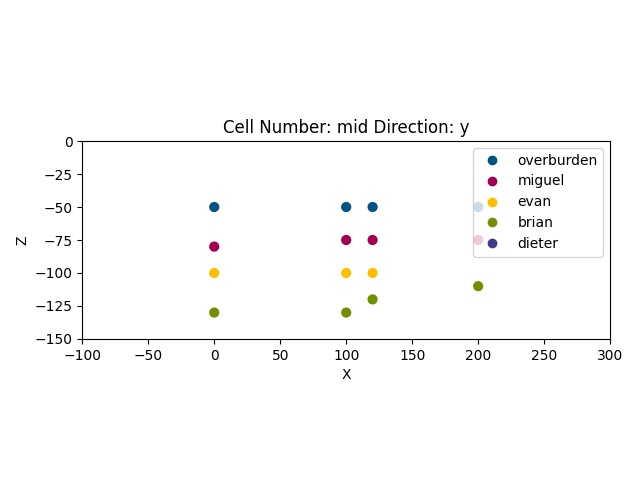 Cell Number: mid Direction: y
0
−25
−50
−75
−100
−125
−150
Z
−100 −50 0 50 100 150 200 250 300
X
overburden
miguel
evan
brian
dieter